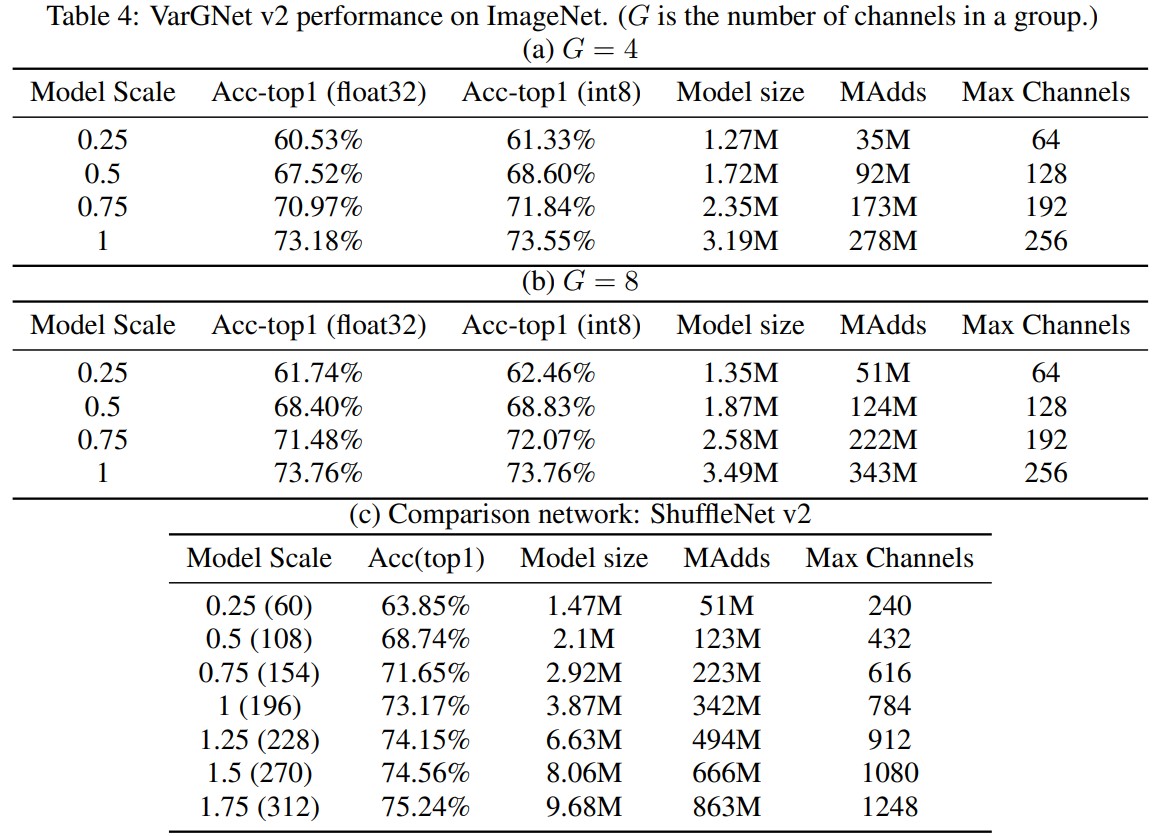 Table 4: VarGNet v2 performance on ImageNet. (G is the number of channels in a group.)
(a) G = 4
Model Scale Acc-top1 (float32) Acc-top1 (int8) Model size MAdds Max Channels
0.25 60.53% 61.33% 1.27M 35M 64
0.5 67.52% 68.60% 1.72M 92M 128
0.75 70.97% 71.84% 2.35M 173M 192
1 73.18% 73.55% 3.19M 278M 256
(b) G = 8
Model Scale Acc-top1 (float32) Acc-top1 (int8) Model size MAdds Max Channels
0.25 61.74% 62.46% 1.35M 51M 64
0.5 68.40% 68.83% 1.87M 124M 128
0.75 71.48% 72.07% 2.58M 222M 192
1 73.76% 73.76% 3.49M 343M 256
(c) Comparison network: ShuffleNet v2
Model Scale Acc(top1) Model size MAdds Max Channels
0.25 (60) 63.85% 1.47M 51M 240
0.5 (108) 68.74% 2.1M 123M 432
0.75 (154) 71.65% 2.92M 223M 616
1 (196) 73.17% 3.87M 342M 784
1.25 (228) 74.15% 6.63M 494M 912
1.5 (270) 74.56% 8.06M 666M 1080
1.75 (312) 75.24% 9.68M 863M 1248